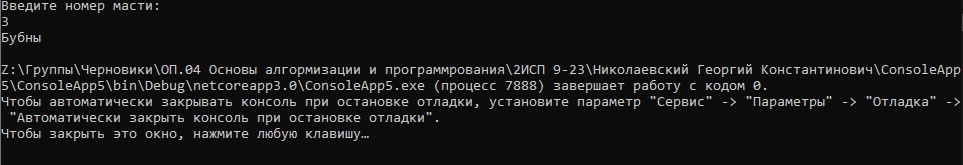 Введите номер масти:
3
Бубны
Z:\Группы\Черновики\ОП.04 Основы алгормизации и программрования\2ИСП 9-23\Николаевский Георгий Константинович\ConsoleApp
5\ConsoleApp5\bin\Debug\netcoreapp3.0\ConsoleApp5.exe (процесс 7888) завершает работу с кодом 0.
Чтобы автоматически закрывать консоль при остановке отладки, установите параметр "Сервис" -> "Параметры" -> "Отладка" ->
"Автоматически закрыть консоль при остановке отладки".
Чтобы закрыть это окно, нажмите любую клавишу…